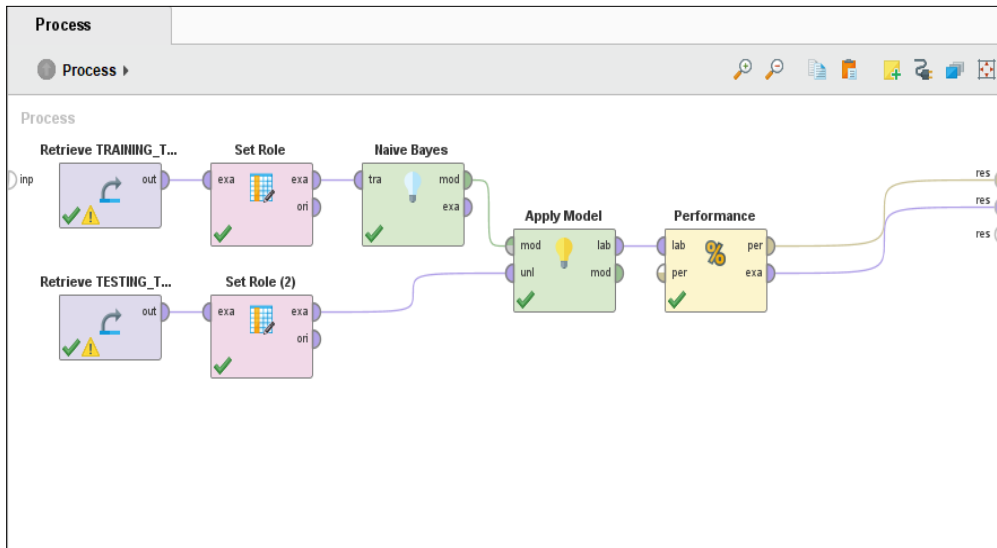 Process
Process
Process
Retrieve TRAINING_T...
Set Role
Naive Bayes
inp
out
exa
exa
ori
tra
mod
exa
Apply Model
Performance
mod
lab
unl
mod
lab
per
%
per
exa
res
res
res
Retrieve TESTING_T...
Set Role (2)
out
exa
exa
ori